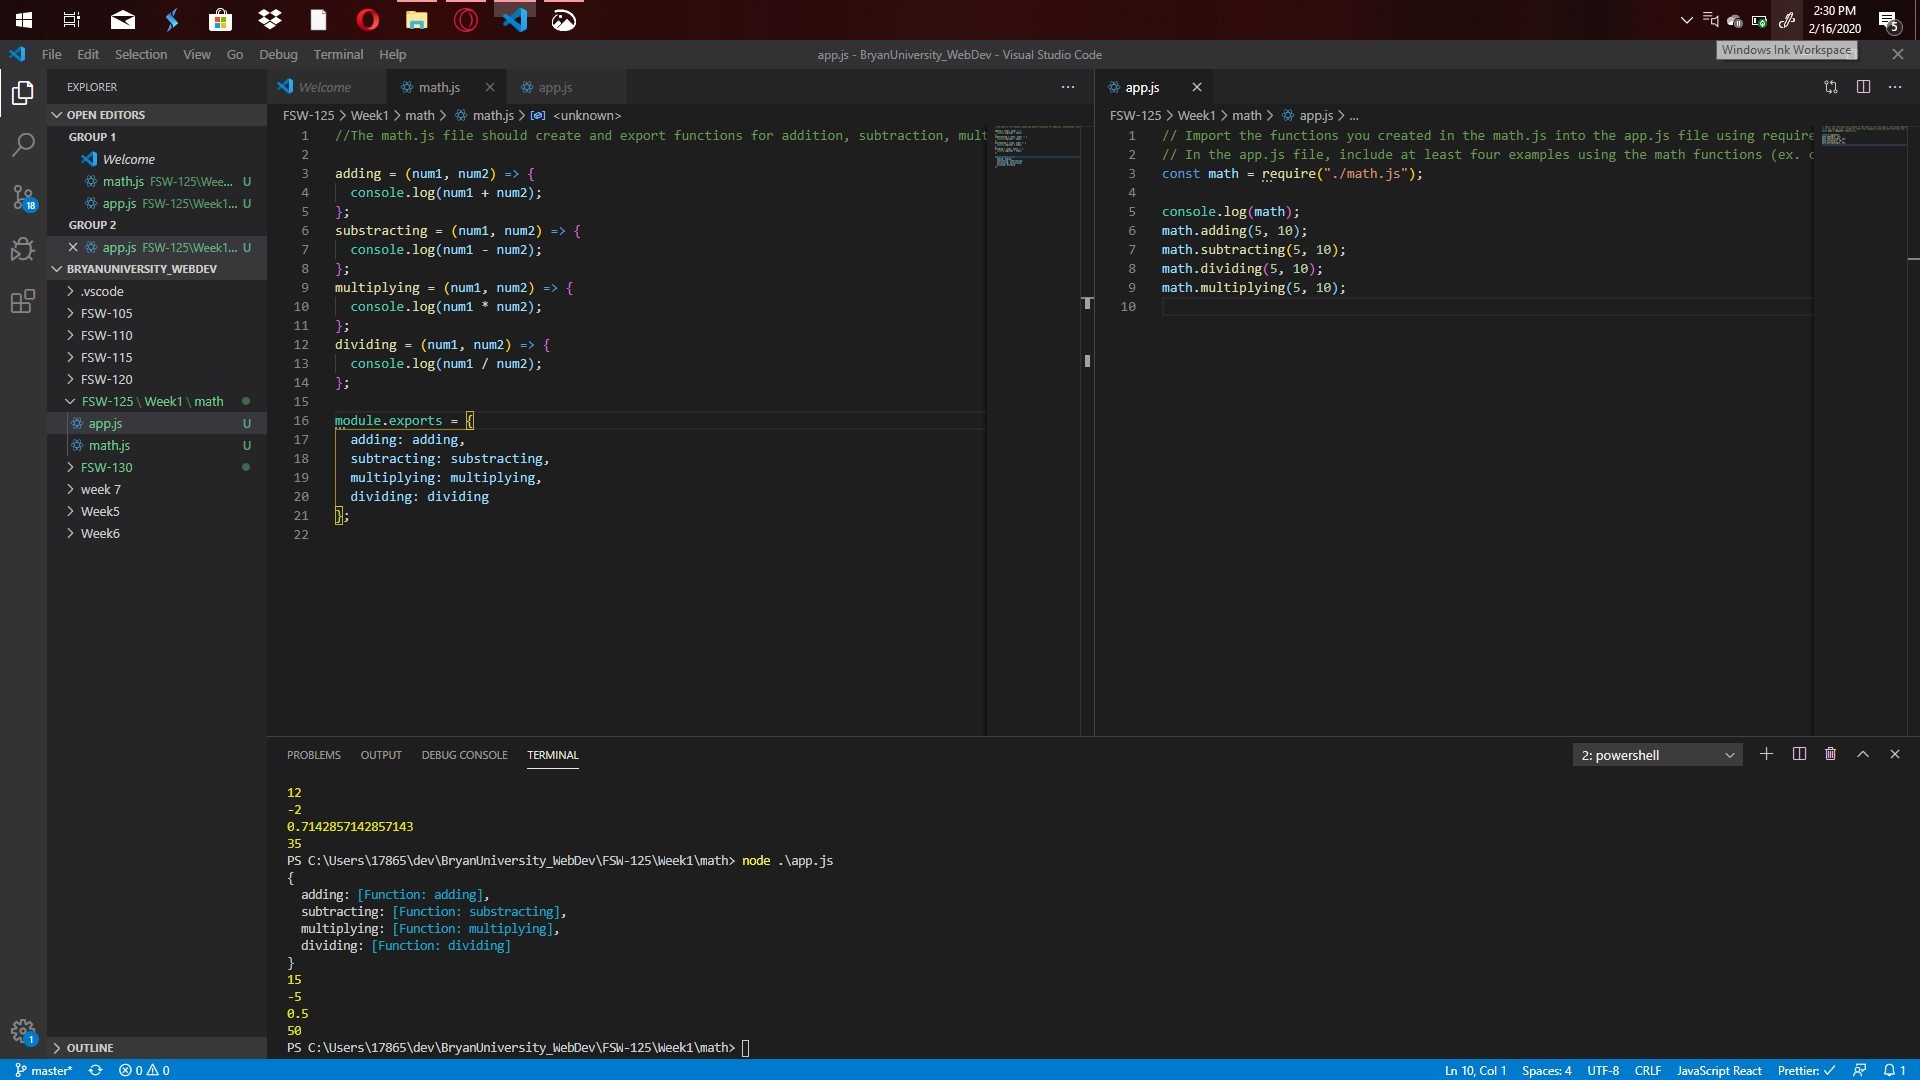 2:30 PM
2/16/2020
5
File Edit Selection View Go Debug Terminal Help
app.js - BryanUniversity_WebDev - Visual Studio Code
Windows Ink Workspace
EXPLORER
OPEN EDITORS
GROUP 1
Welcome
math.js FSW-125\Wee... U
app.js FSW-125\Week1... U
GROUP 2
app.js FSW-125\Week1... U
BRYANUNIVERSITY_WEBDEV
.vscode
FSW-105
FSW-110
FSW-115
FSW-120
FSW-125 \ Week1 \ math
app.js U
math.js U
FSW-130
week 7
Week5
Week6
OUTLINE
18
1
Welcome math.js app.js
FSW-125 > Week1 > math > math.js > <unknown>
1 //The math.js file should create and export functions for addition, subtraction, mult
2
3 adding = (num1, num2) => {
4 console.log(num1 + num2);
5 };
6 substracting = (num1, num2) => {
7 console.log(num1 - num2);
8 };
9 multiplying = (num1, num2) => {
10 console.log(num1 * num2);
11 };
12 dividing = (num1, num2) => {
13 console.log(num1 / num2);
14 };
15
16 module.exports = {
17 adding: adding,
18 subtracting: substracting,
19 multiplying: multiplying,
20 dividing: dividing
21 };
22
app.js
FSW-125 > Week1 > math > app.js > ...
1 // Import the functions you created in the math.js into the app.js file using require
2 // In the app.js file, include at least four examples using the math functions (ex. c
3 const math = require("./math.js");
4
5 console.log(math);
6 math.adding(5, 10);
7 math.subtracting(5, 10);
8 math.dividing(5, 10);
9 math.multiplying(5, 10);
10
PROBLEMS OUTPUT DEBUG CONSOLE TERMINAL
2: powershell
12
-2
0.7142857142857143
35
PS C:\Users\17865\dev\BryanUniversity_WebDev\FSW-125\Week1\math> node .\app.js
{
adding: [Function: adding],
subtracting: [Function: substracting],
multiplying: [Function: multiplying],
dividing: [Function: dividing]
}
15
-5
0.5
50
PS C:\Users\17865\dev\BryanUniversity_WebDev\FSW-125\Week1\math>
master* 0 0
Ln 10, Col 1 Spaces: 4 UTF-8 CRLF JavaScript React Prettier: ✓ 1